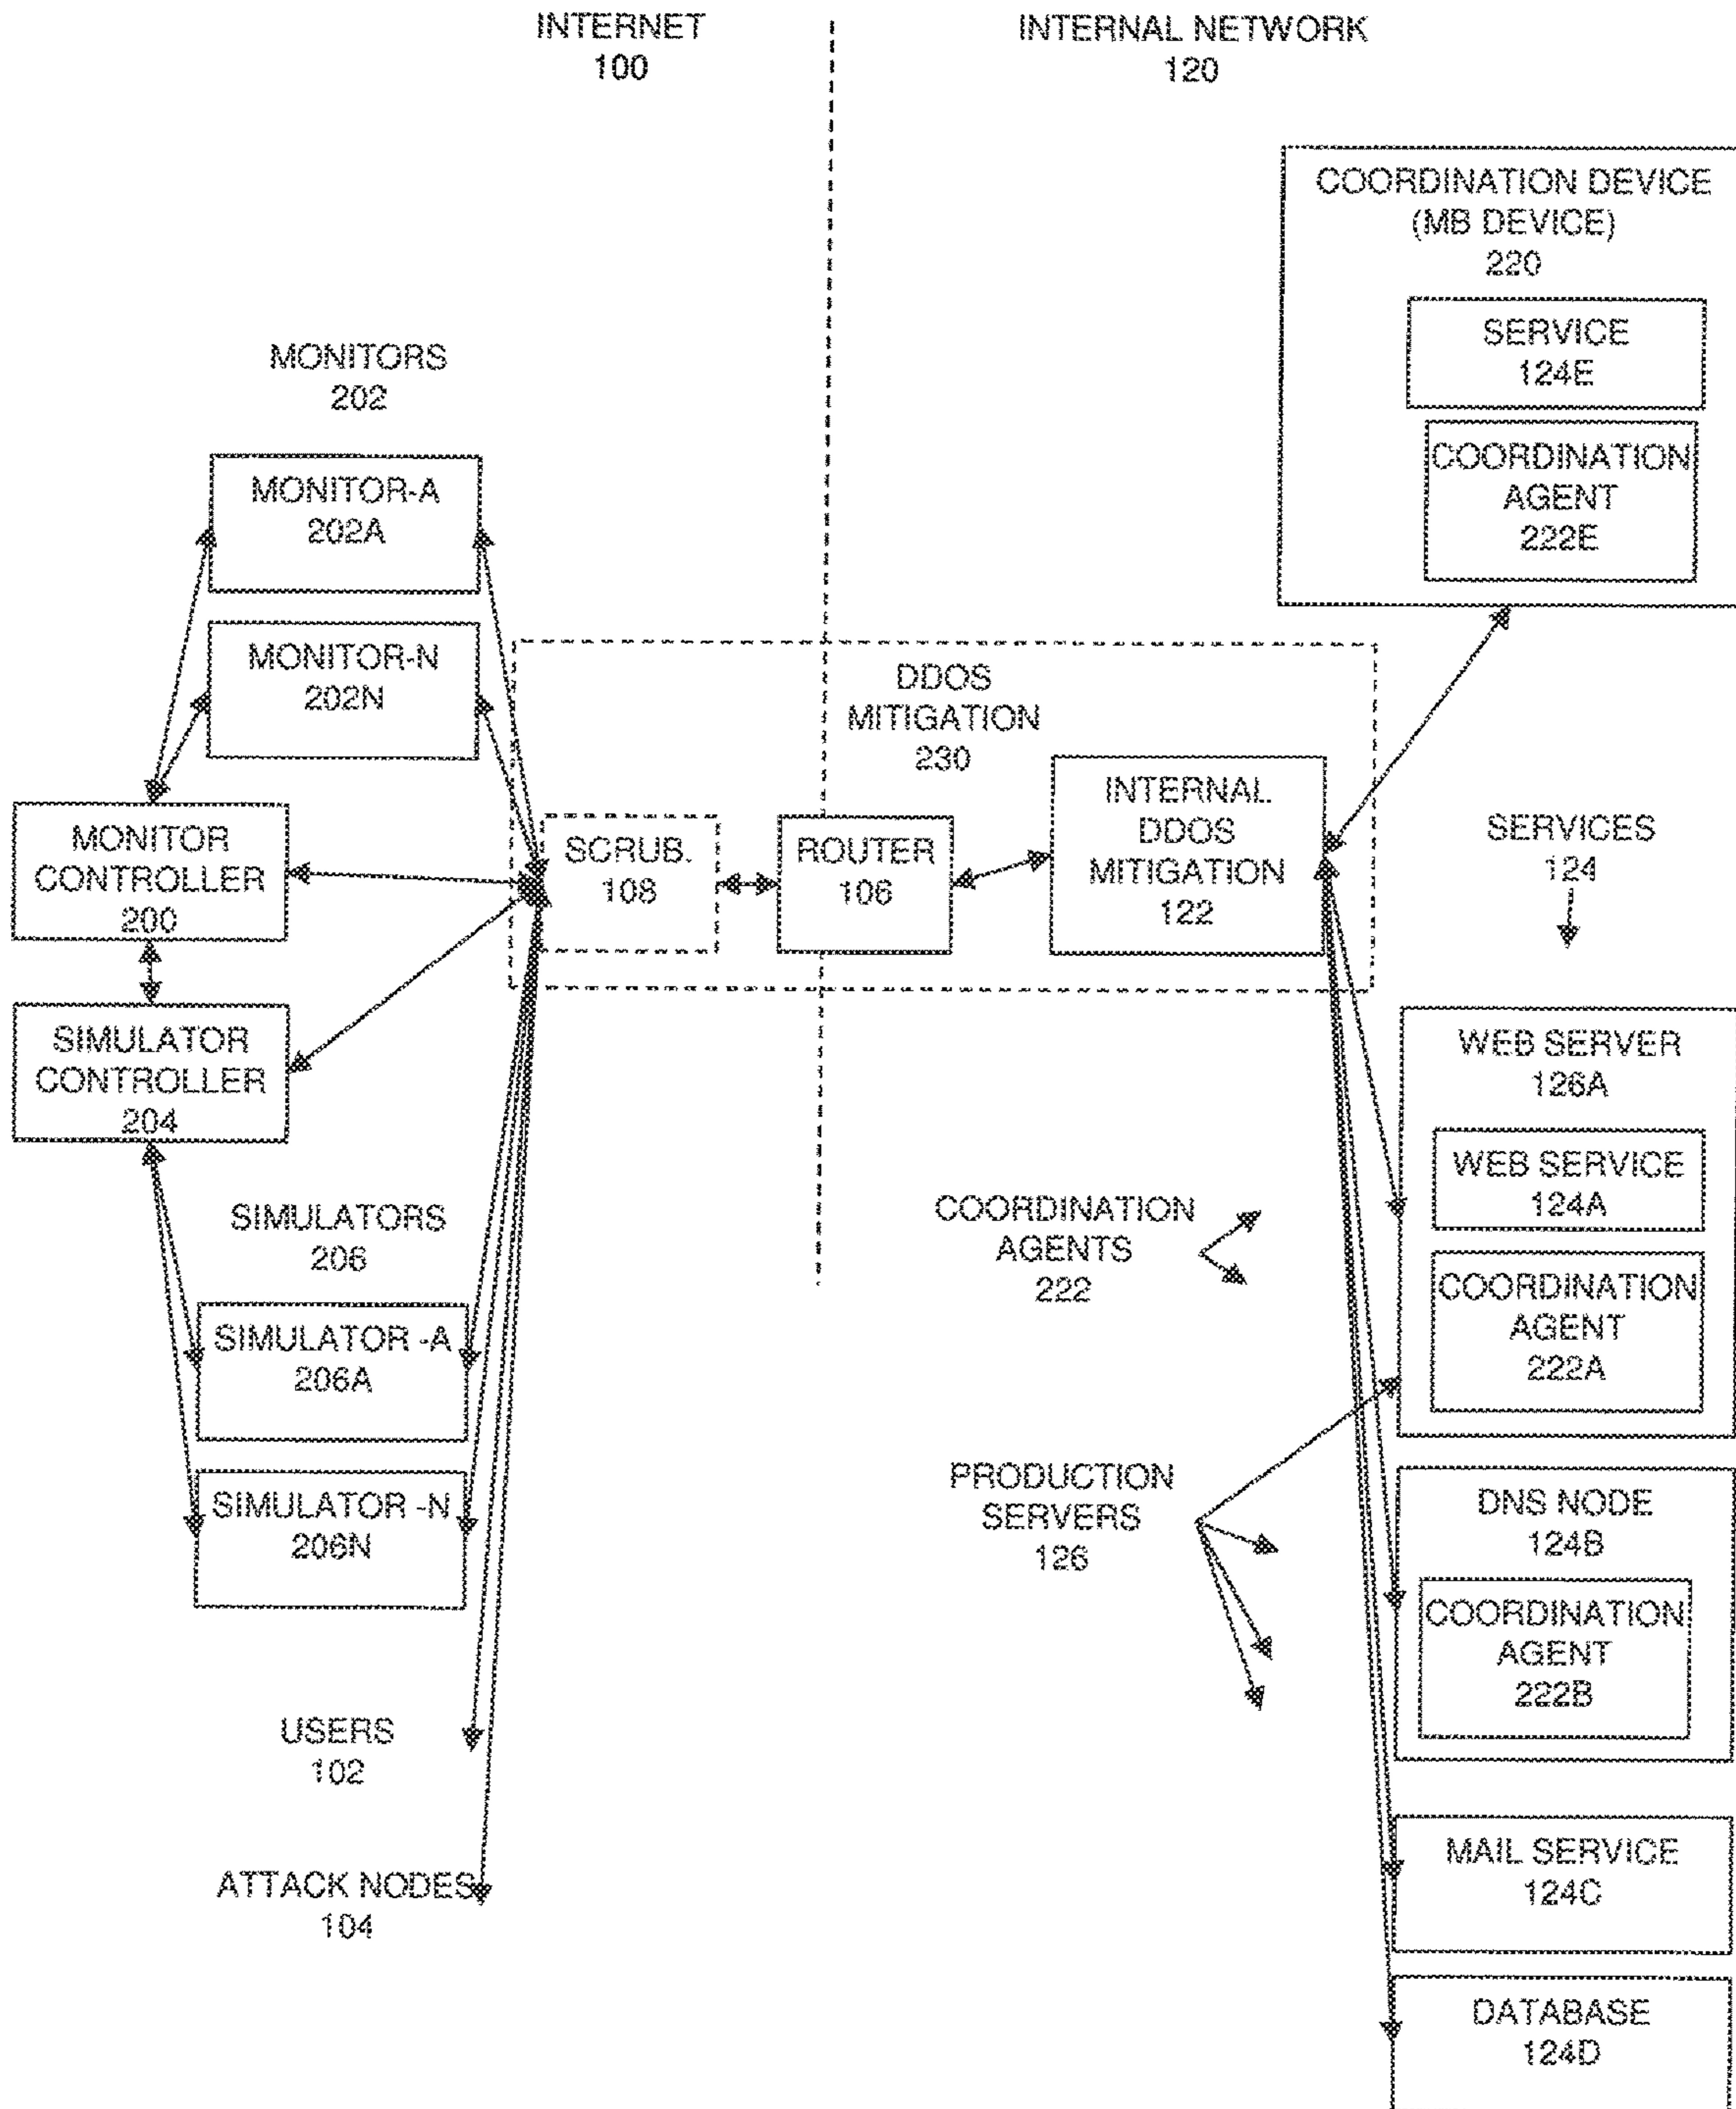 INTERNET
100
INTERNAL NETWORK
120
COORDINATION DEVICE
(MB DEVICE)
220
SERVICE
124E
COORDINATION
AGENT
222E
MONITORS
202
MONITOR-A
202A
MONITOR-N
202N
DDOS
MITIGATION
230
MONITOR
CONTROLLER
200
SCRUB.
108
ROUTER
106
INTERNAL
DDOS
MITIGATION
122
SERVICES
124
SIMULATOR
CONTROLLER
204
WEB SERVER
126A
WEB SERVICE
124A
COORDINATION
AGENT
222A
COORDINATION
AGENTS
222
SIMULATORS
206
SIMULATOR -A
206A
SIMULATOR -N
206N
PRODUCTION
SERVERS
126
DNS NODE
124B
COORDINATION
AGENT
222B
USERS
102
ATTACK NODES
104
MAIL SERVICE
124C
DATABASE
124D